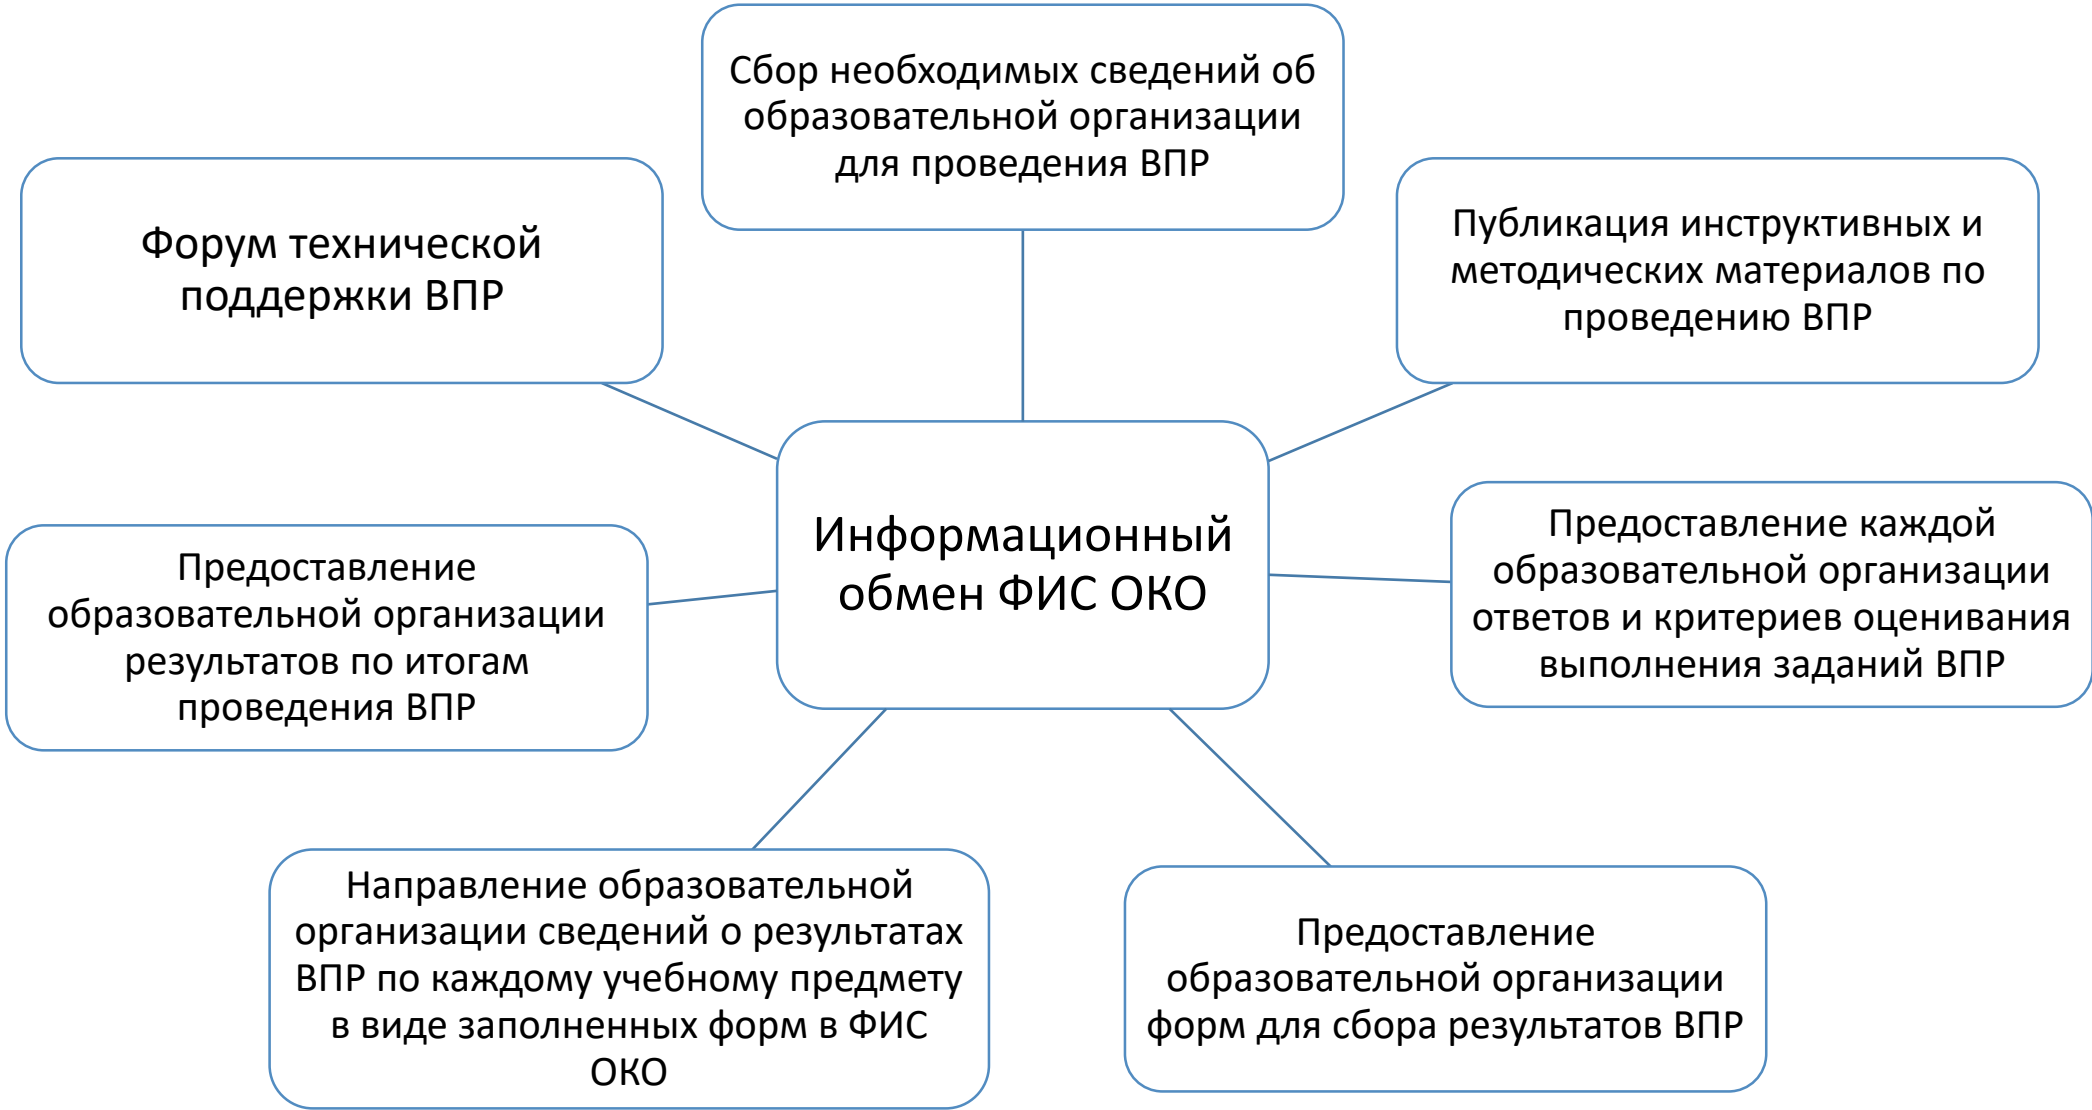 Сбор необходимых сведений об
образовательной организации
для проведения ВПР
Форум технической
поддержки ВПР
Публикация инструктивных и
методических материалов по
проведению ВПР
Информационный
обмен ФИС ОКО
Предоставление каждой
образовательной организации
ответов и критериев оценивания
выполнения заданий ВПР
Предоставление
образовательной организации
результатов по итогам
проведения ВПР
Направление образовательной
организации сведений о результатах
ВПР по каждому учебному предмету
в виде заполненных форм в ФИС
ОКО
Предоставление
образовательной организации
форм для сбора результатов ВПР